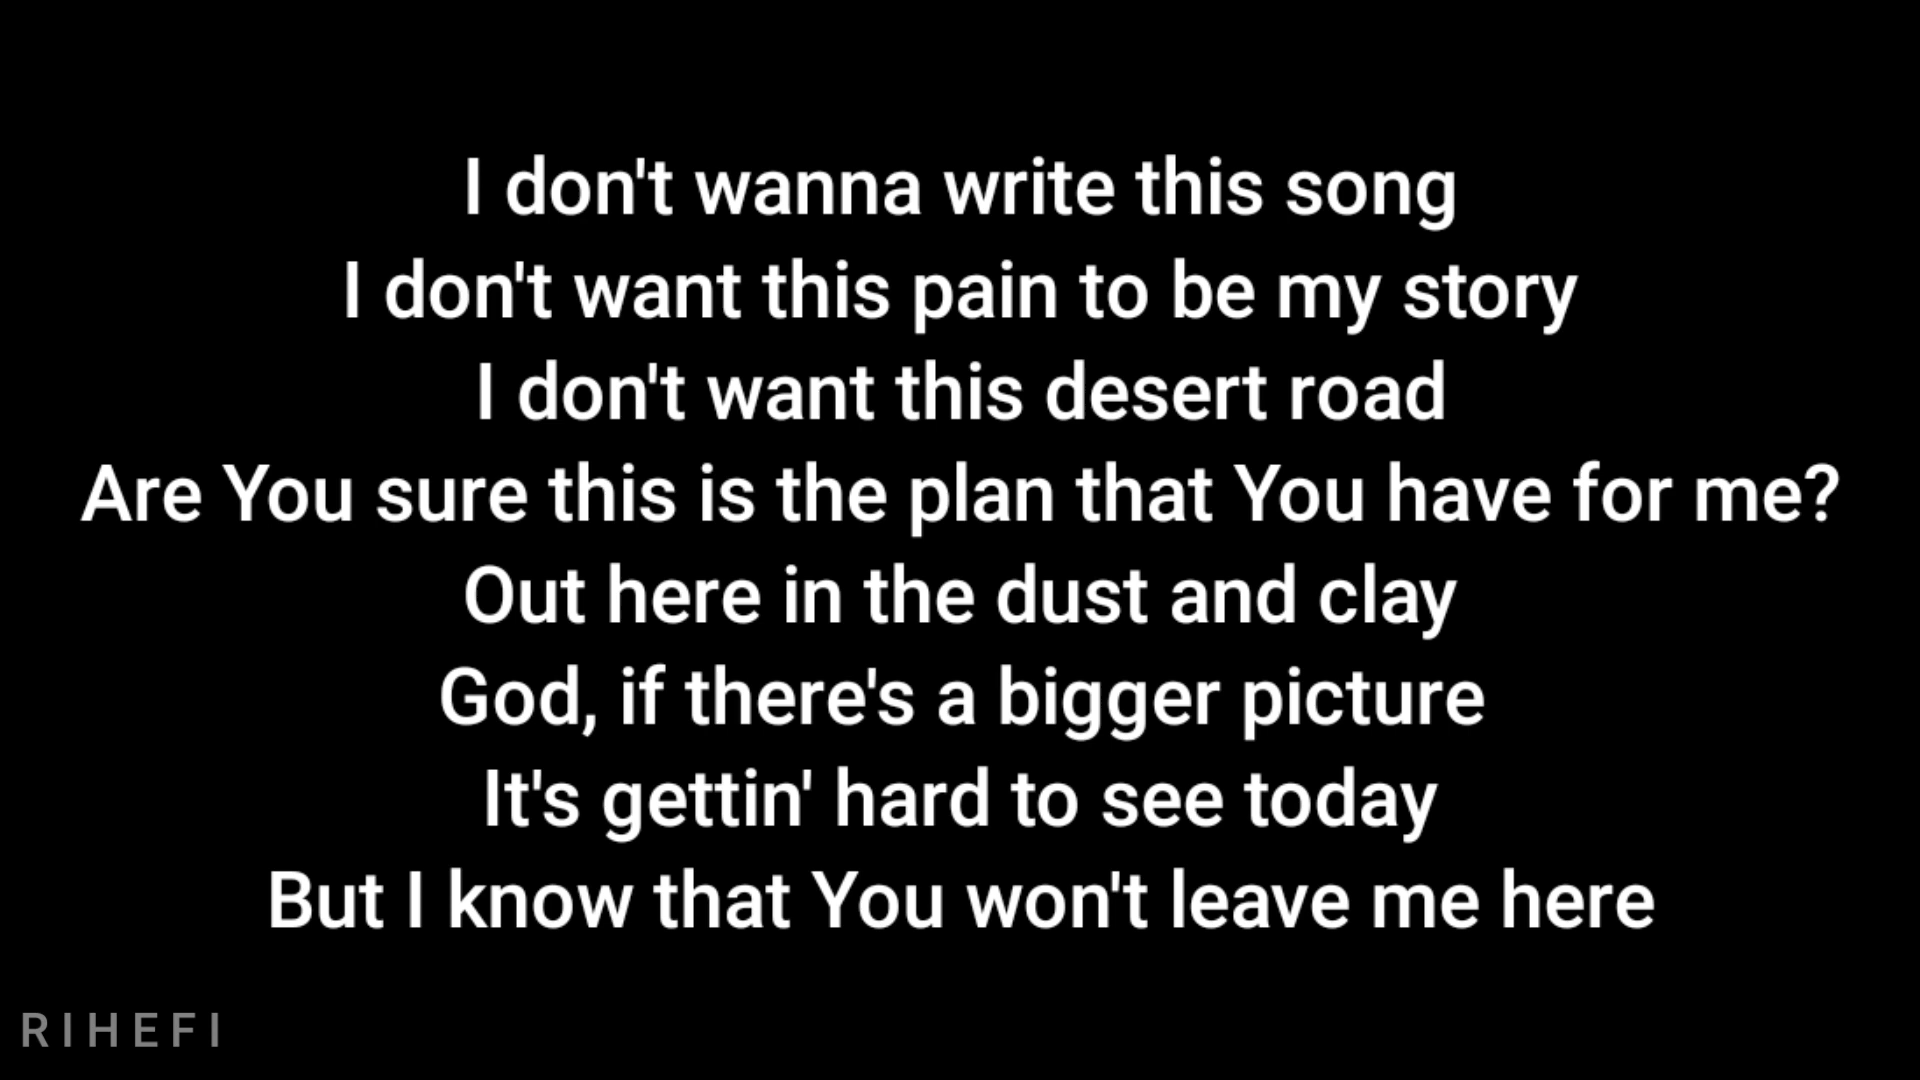 I don't wanna write this song
I don't want this pain to be my story
I don't want this desert road
Are You sure this is the plan that You have for me?
Out here in the dust and clay
God, if there's a bigger picture
It's gettin' hard to see today
But I know that You won't leave me here
RIHEFI